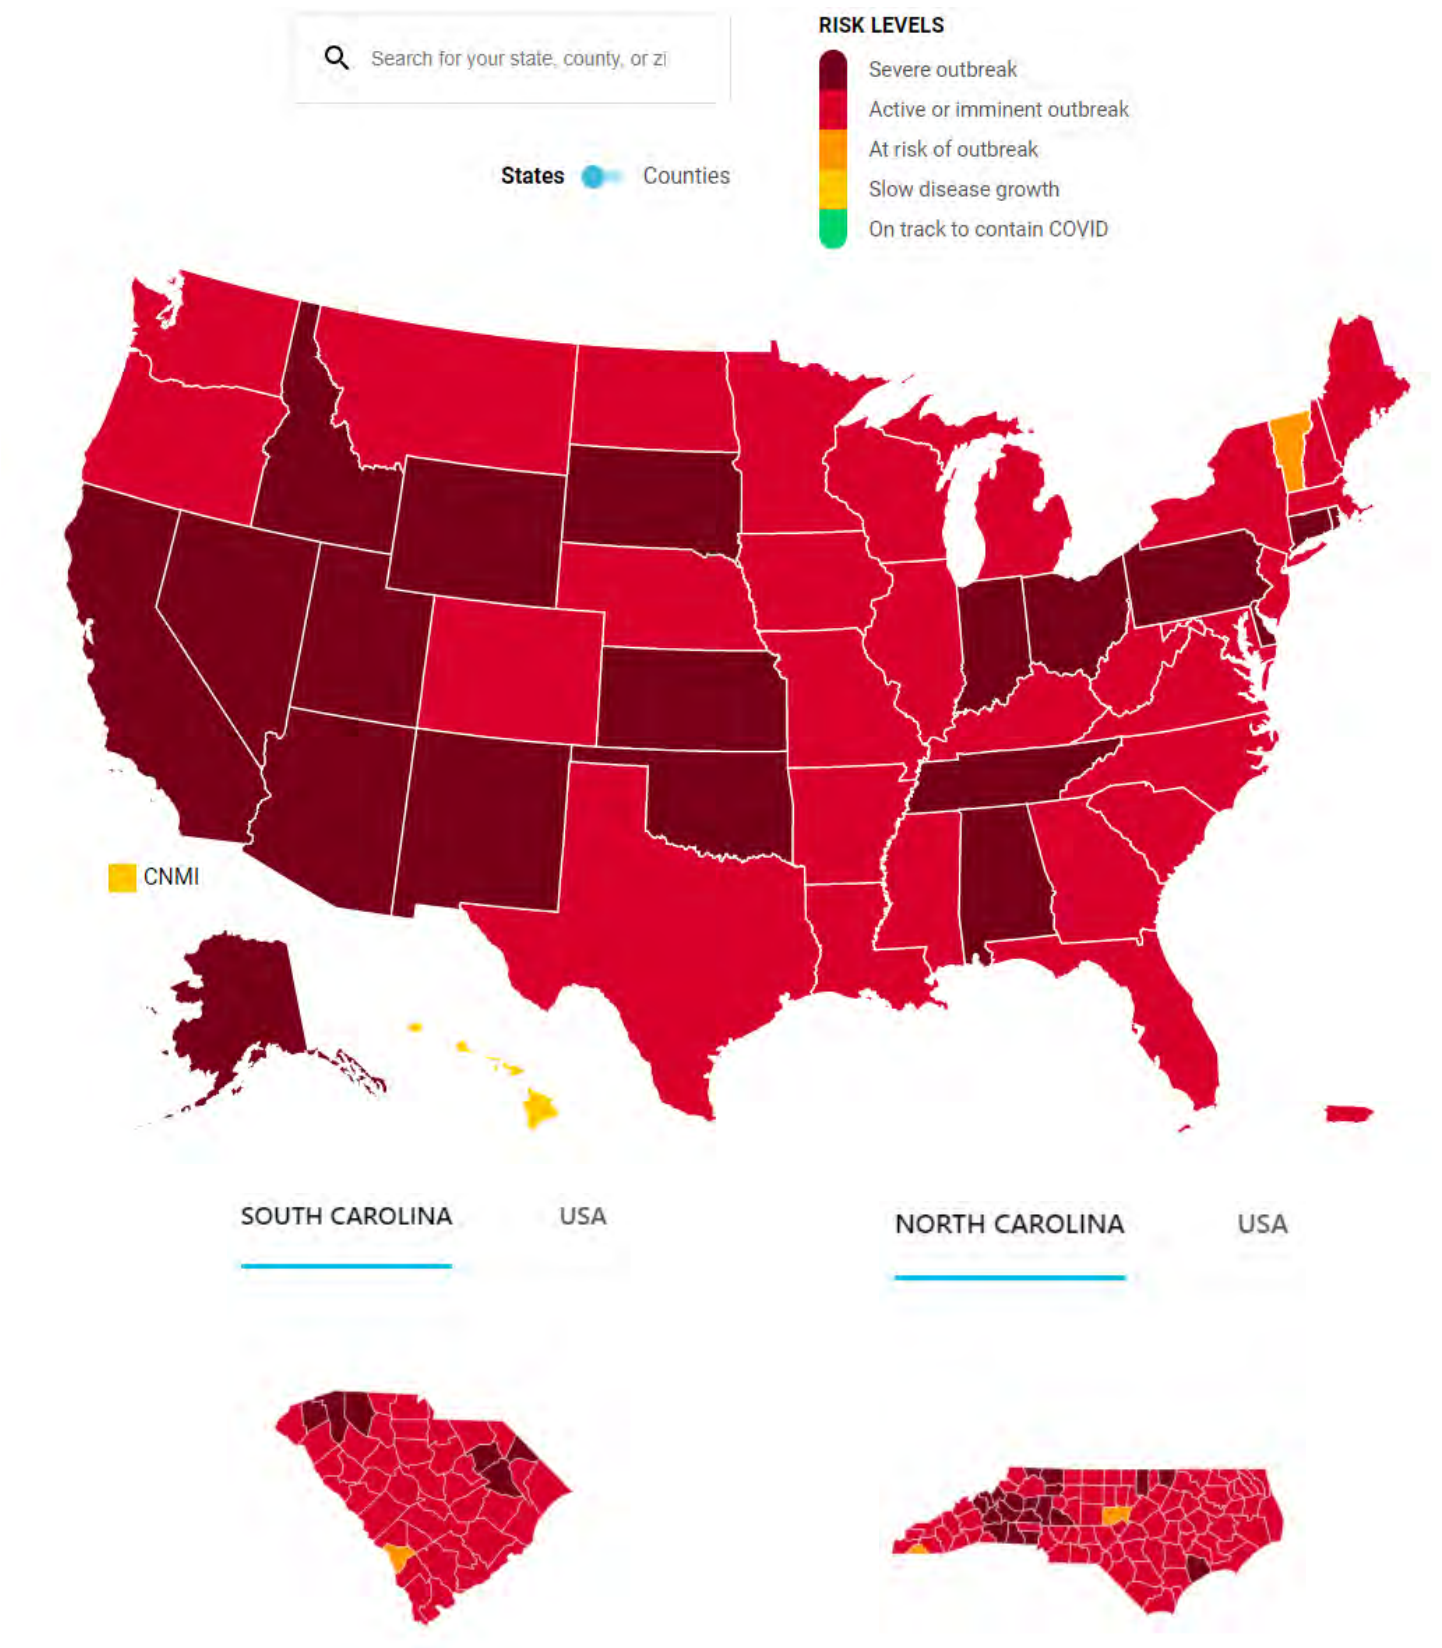 Search for your state, county, or zi
States Counties
RISK LEVELS
Severe outbreak
Active or imminent outbreak
At risk of outbreak
Slow disease growth
On track to contain COVID
CNMI
SOUTH CAROLINA USA
NORTH CAROLINA USA